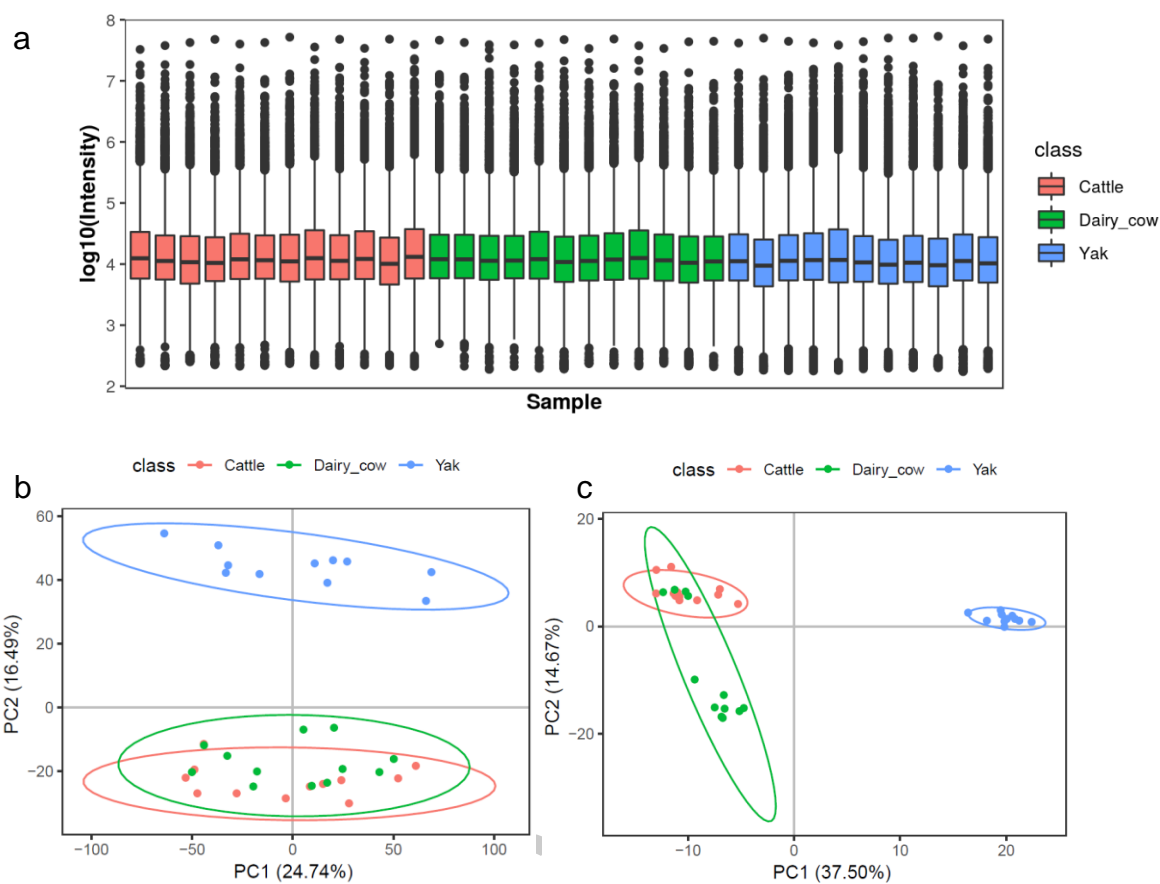 a
8
7
6
5
4
3
2
log10(Intensity)
Sample
class
Cattle
Dairy_cow
Yak
class Cattle Dairy_cow Yak
b
60
40
20
0
−20
PC2 (16.49%)
−100 −50 0 50 100
PC1 (24.74%)
class Cattle Dairy_cow Yak
c
20
0
−20
PC2 (14.67%)
−10 0 10 20
PC1 (37.50%)